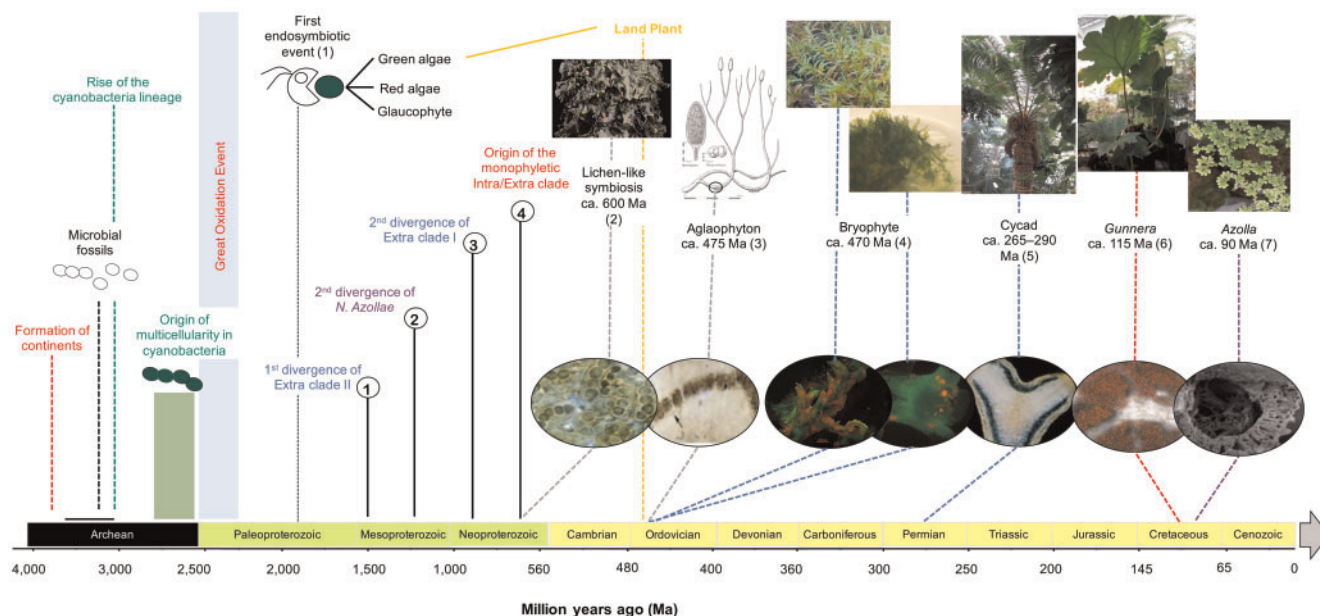 First
endosymbiotic
event (1)
Green algae
Red algae
Glaucophyte
Land Plant
Rise of the
cyanobacteria lineage
Great Oxidation Event
Microbial
fossils
Formation of
continents
Origin of
multicellularity in
cyanobacteria
1st divergence of
Extra clade II
1
2nd divergence of
N. Azollae
2
2nd divergence of
Extra clade I
3
Origin of the
monophyletic
Intra/Extra clade
4
Lichen-like
symbiosis
ca. 600 Ma
(2)
Aglaophyton
ca. 475 Ma (3)
Bryophyte
ca. 470 Ma (4)
Cycad
ca. 265–290
Ma (5)
Gunnera
ca. 115 Ma (6)
Azolla
ca. 90 Ma (7)
Archean Paleoproterozoic Mesoproterozoic Neoproterozoic Cambrian Ordovician Devonian Carboniferous Permian Triassic Jurassic Cretaceous Cenozoic
4,000 3,000 2,500 2,000 1,500 1,000 560 480 400 360 300 250 200 145 65 0
Million years ago (Ma)